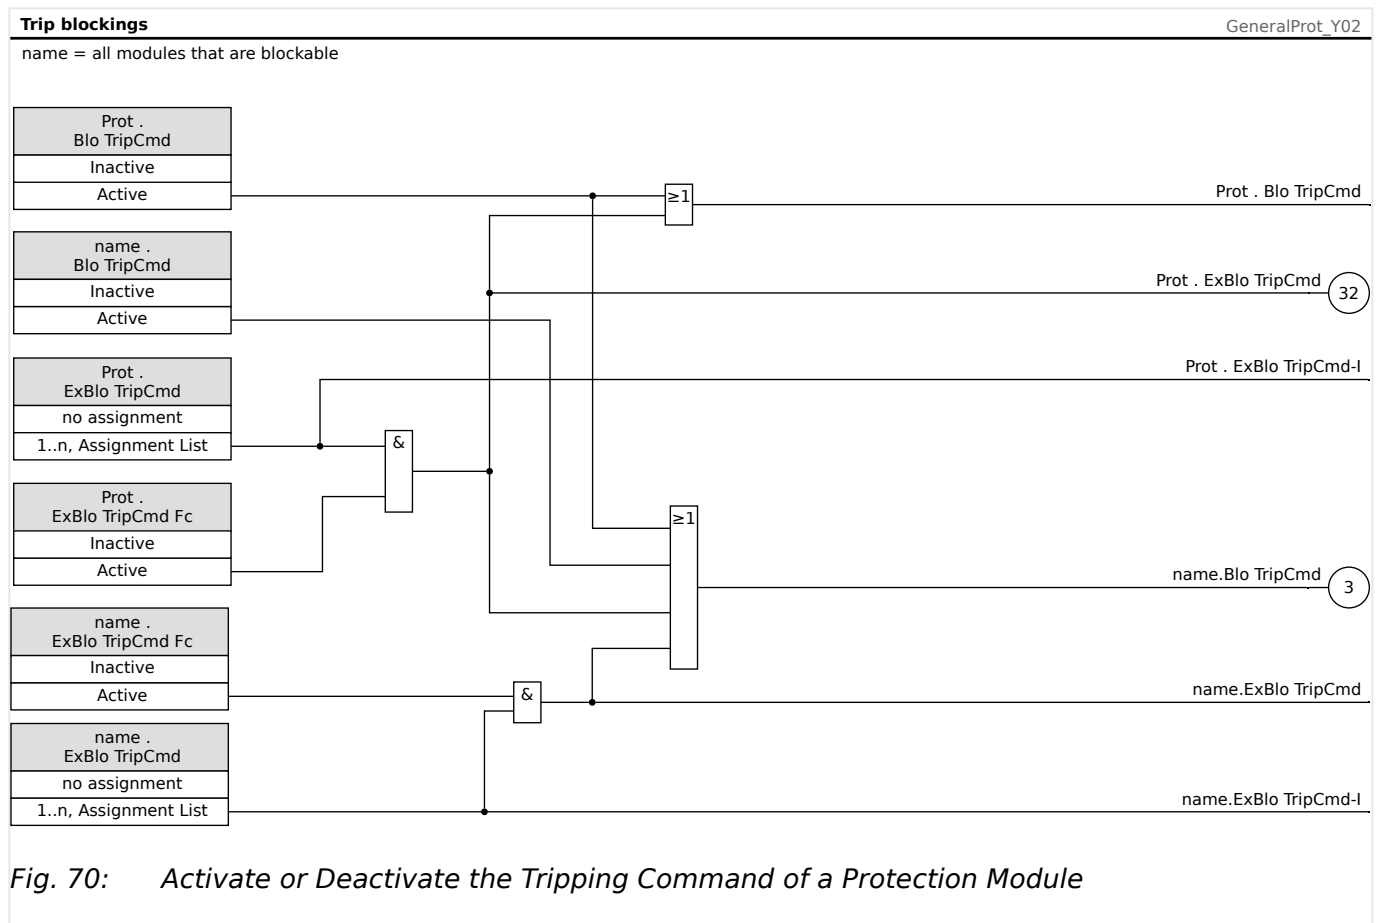 Trip blockings
GeneralProt_Y02
name = all modules that are blockable
Prot .
Blo TripCmd
Inactive
Active
≥1
Prot . Blo TripCmd
name .
Blo TripCmd
Inactive
Active
Prot . ExBlo TripCmd
32
Prot .
ExBlo TripCmd
no assignment
1..n, Assignment List
&
Prot . ExBlo TripCmd-I
Prot .
ExBlo TripCmd Fc
Inactive
Active
≥1
name.Blo TripCmd
3
name .
ExBlo TripCmd Fc
Inactive
Active
&
name.ExBlo TripCmd
name .
ExBlo TripCmd
no assignment
1..n, Assignment List
name.ExBlo TripCmd-I
Fig. 70: Activate or Deactivate the Tripping Command of a Protection Module